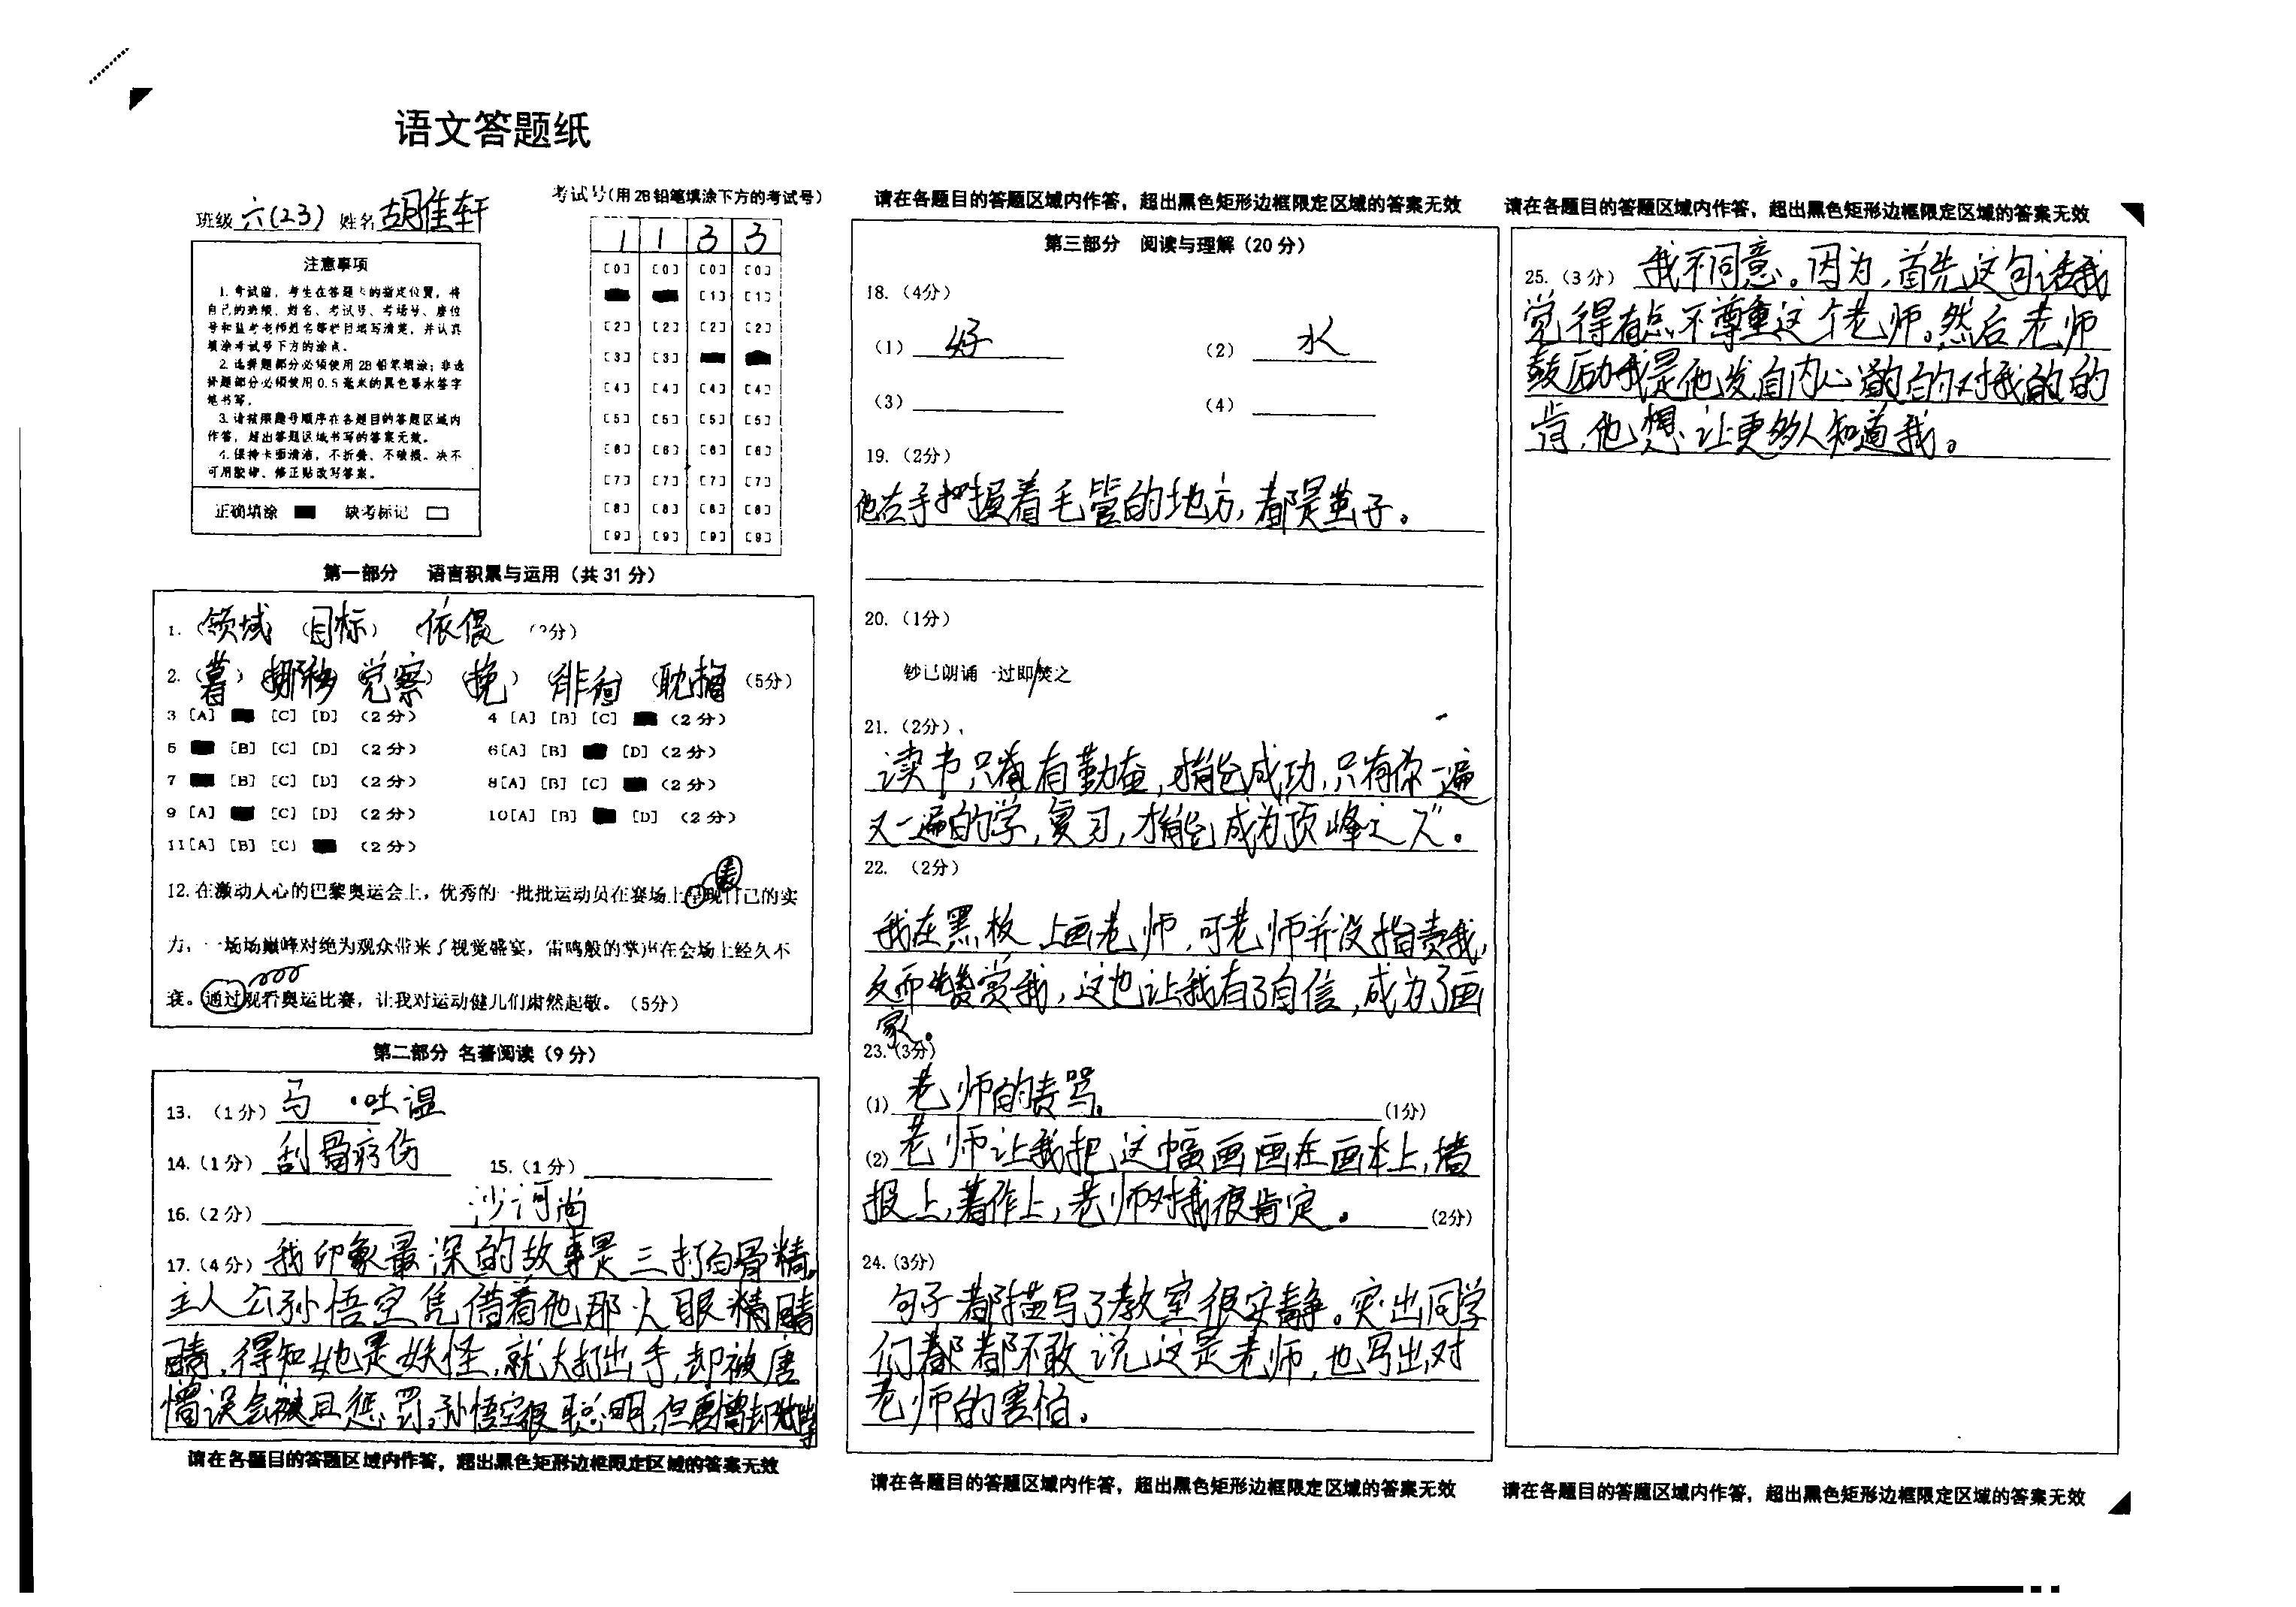 语文答题纸
班级 六(23) 姓名 胡佳轩
考试号(用2B铅笔填涂下方的考试号)
1 1 3 3
[0] [0] [0] [0]
[1] [1]
[2] [2] [2] [2]
[3] [3]
[4] [4] [4] [4]
[5] [5] [5] [5]
[6] [6] [6] [6]
[7] [7] [7] [7]
[8] [8] [8] [8]
[9] [9] [9] [9]
注意事项
1.考试前,考生在答题卡的指定位置,将
自己的班级、姓名、考试号、考场号、座位
号和监考老师姓名等栏目填写清楚,并认真
填涂考试号下方的涂点。
2.选择题部分必须使用2B铅笔填涂;非选
择题部分必须使用0.5毫米的黑色墨水签字
笔书写。
3.请按照题号顺序在各题目的答题区域内
作答,超出答题区域书写的答案无效。
4.保持卡面清洁,不折叠、不破损。决不
可用胶带、修正贴改写答案。
正确填涂 缺考标记
第一部分 语言积累与运用(共31分)
1.(领域)(目标)(依偎)(3分)
2.(暮)(挪移)(觉察)(挽)(徘徊)(耽搁)(5分)
3 [A] [C] [D] (2分) 4 [A] [B] [C] (2分)
5 [B] [C] [D] (2分) 6[A] [B] [D](2分)
7 [B] [C] [D] (2分) 8[A] [B] [C] (2分)
9 [A] [C] [D] (2分) 10[A] [B] [D] (2分)
11[A] [B] [C] (2分)
12.在激动人心的巴黎奥运会上,优秀的一批批运动员在赛场上现自己的实
力,一场场巅峰对绝为观众带来了视觉盛宴,雷鸣般的掌声在会场上经久不
衰。通过观看奥运比赛,让我对运动健儿们肃然起敬。(5分)
第二部分 名著阅读(9分)
13.(1分)马·吐温
14.(1分)刮骨疗伤 15.(1分)
16.(2分) 沙河尚
17.(4分)我印象最深的故事是三打白骨精。
主人公孙悟空凭借着他那火眼精睛
睛,得知她是妖怪,就大打出手,却被唐
僧误会被且惩罚。孙悟空很聪明,但唐僧却
请在各题目的答题区域内作答,超出黑色矩形边框限定区域的答案无效
请在各题目的答题区域内作答,超出黑色矩形边框限定区域的答案无效
第三部分 阅读与理解(20分)
18.(4分)
(1)好 (2)水
(3) (4)
19.(2分)
他右手握着毛管的地方,都是茧子。
20.(1分)
钞已朗诵一过即/焚之
21.(2分)
读书只有勤奋,才能成功,只有你一遍
又一遍的学,复习,才能成为顶峰之人。
22.(2分)
我在黑板上画老师,可老师并没指责我,
反而赞赏我,这也让我有了自信,成为了画
家。
23.(3分)
(1)老师的责骂。(1分)
(2)老师让我把这幅画画在画本上,墙
报上,著作上,老师对我很肯定。(2分)
24.(3分)
句子都描写了教室很安静。突出同学
们都都不敢说这是老师,也写出对
老师的害怕。
请在各题目的答题区域内作答,超出黑色矩形边框限定区域的答案无效
请在各题目的答题区域内作答,超出黑色矩形边框限定区域的答案无效
25.(3分)我不同意。因为,首先这句话我
觉得有点不尊重这个老师。然后老师
鼓励我是他发自内心的对我的
肯,他想让更多人知道我。
请在各题目的答题区域内作答,超出黑色矩形边框限定区域的答案无效